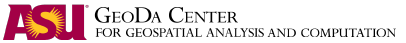 ASU GEODA CENTER
FOR GEOSPATIAL ANALYSIS AND COMPUTATION